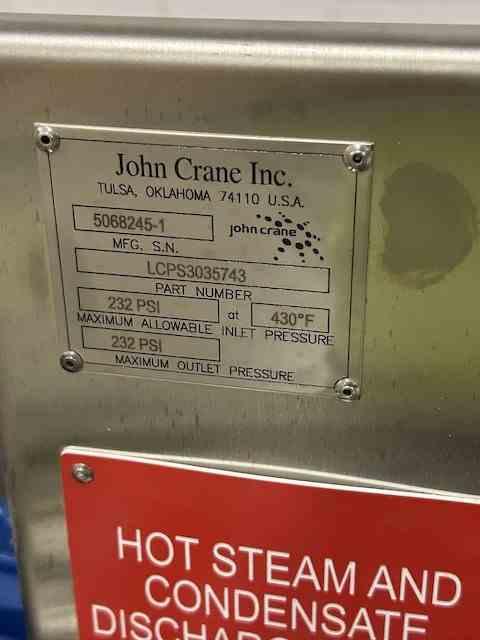 John Crane Inc.
TULSA, OKLAHOMA 74110 U.S.A.
5068245-1
john crane
MFG. S.N.
LCPS3035743
PART NUMBER
232 PSI at 430°F
MAXIMUM ALLOWABLE INLET PRESSURE
232 PSI
MAXIMUM OUTLET PRESSURE
HOT STEAM AND
CONDENSATE